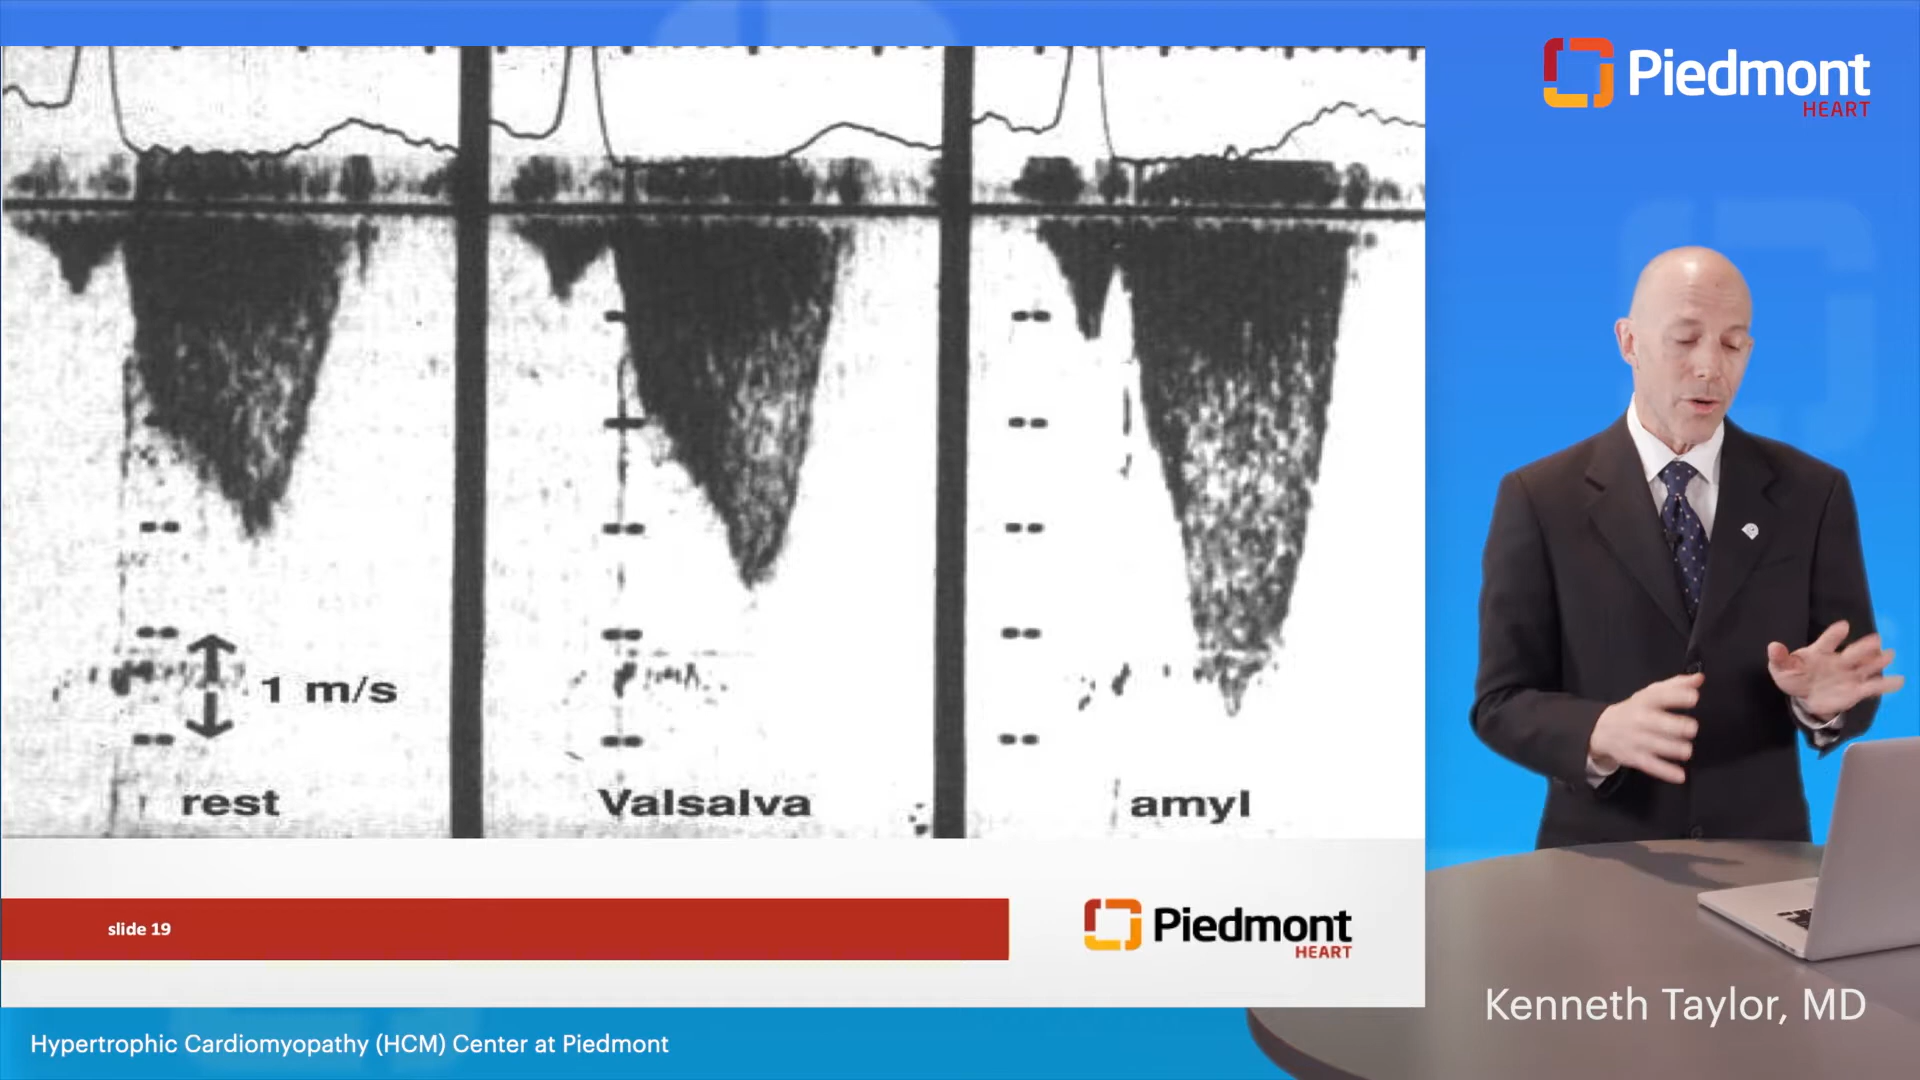 Piedmont
HEART
1 m/s
rest
Valsalva
amyl
slide 19
Piedmont
HEART
Kenneth Taylor, MD
Hypertrophic Cardiomyopathy (HCM) Center at Piedmont